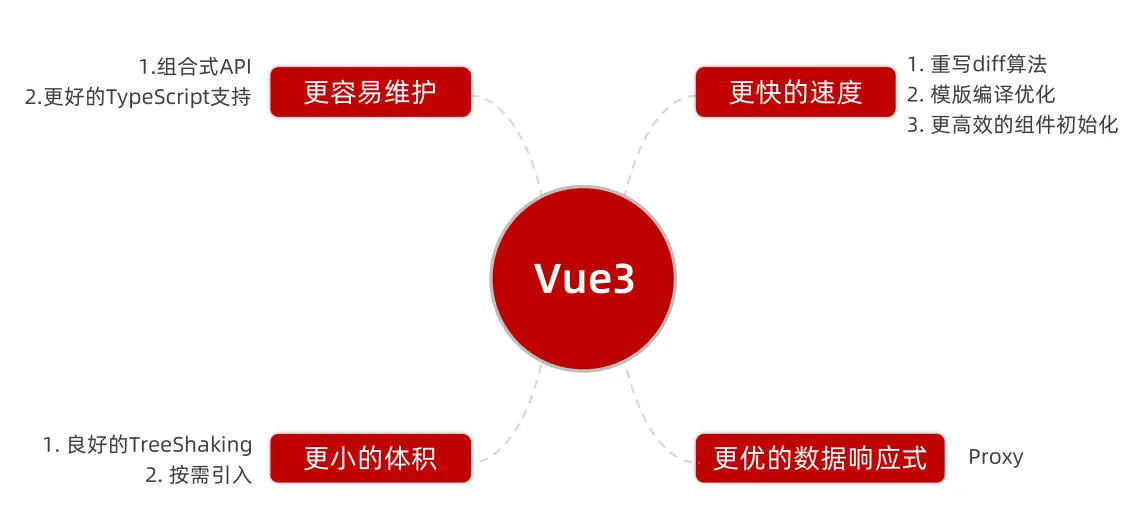 1.组合式API
2.更好的TypeScript支持
更容易维护
更快的速度
1. 重写diff算法
2. 模版编译优化
3. 更高效的组件初始化
Vue3
1. 良好的TreeShaking
2. 按需引入
更小的体积
更优的数据响应式
Proxy